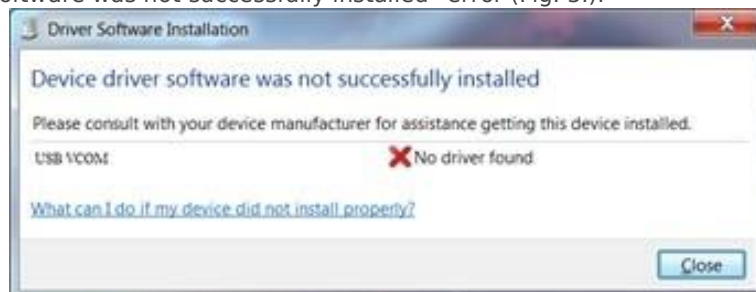 oftware was not successfully installed" error (Fig. 3.).
Driver Software Installation
Device driver software was not successfully installed
Please consult with your device manufacturer for assistance getting this device installed.
USB VCOM No driver found
What can I do if my device did not install properly?
Close